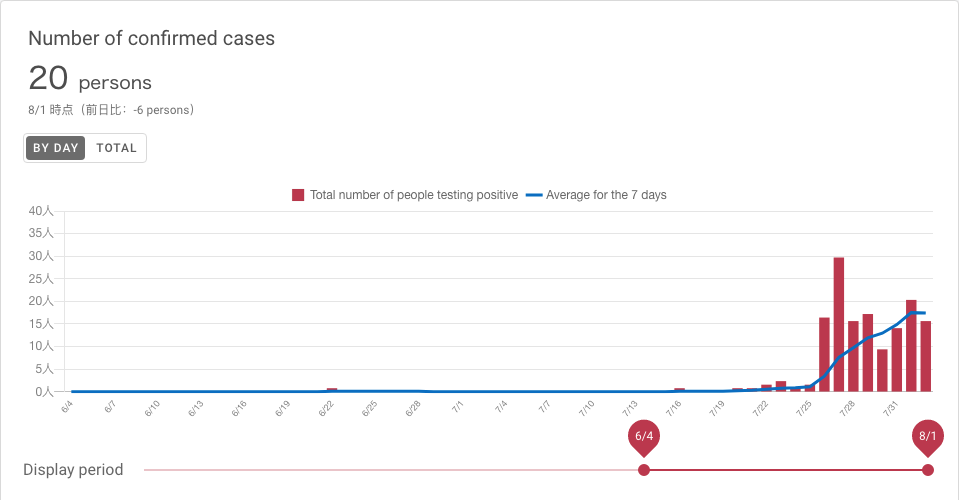 Number of confirmed cases
20 persons
8/1 時点（前日比：-6 persons）
BY DAY TOTAL
Total number of people testing positive Average for the 7 days
40人
35人
30人
25人
20人
15人
10人
5人
0人
6/4 6/7 6/10 6/13 6/16 6/19 6/22 6/25 6/28 7/1 7/4 7/7 7/10 7/13 7/16 7/19 7/22 7/25 7/28 7/31
6/4 8/1
Display period